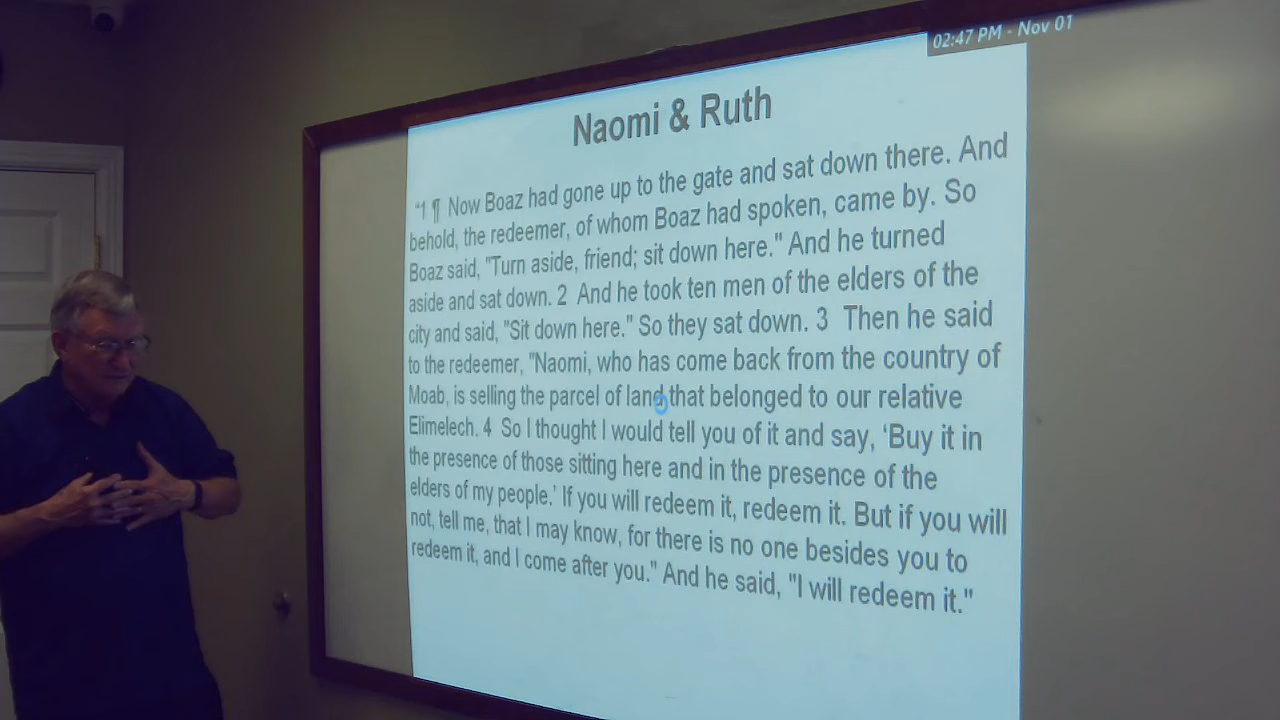 02:47 PM - Nov 01
Naomi & Ruth
"1 ¶ Now Boaz had gone up to the gate and sat down there. And
behold, the redeemer, of whom Boaz had spoken, came by. So
Boaz said, "Turn aside, friend; sit down here." And he turned
aside and sat down. 2 And he took ten men of the elders of the
city and said, "Sit down here." So they sat down. 3 Then he said
to the redeemer, "Naomi, who has come back from the country of
Moab, is selling the parcel of land that belonged to our relative
Elimelech. 4 So I thought I would tell you of it and say, ‘Buy it in
the presence of those sitting here and in the presence of the
elders of my people.’ If you will redeem it, redeem it. But if you will
not, tell me, that I may know, for there is no one besides you to
redeem it, and I come after you." And he said, "I will redeem it."